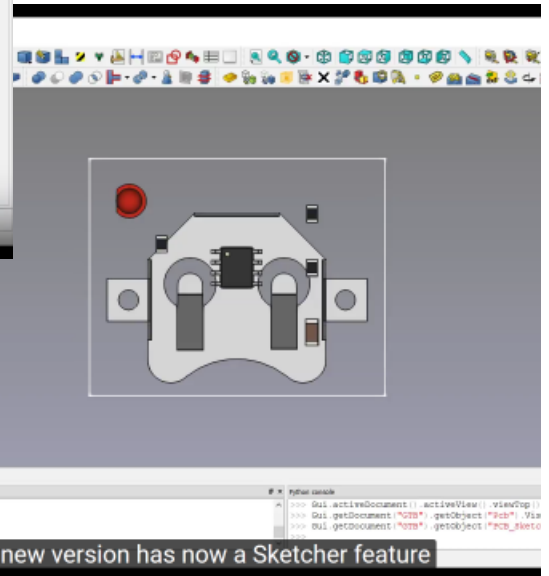 Python console
>>> Gui.activeDocument().activeView().viewTop()
>>> Gui.getDocument("GTB").getObject("Pcb").Vis
>>> Gui.getDocument("GTB").getObject("PCB_Sketc
>>>
new version has now a Sketcher feature